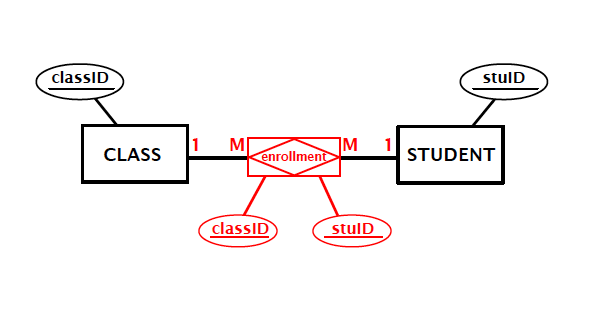 classID
stuID
CLASS
1
M
enrollment
M
1
STUDENT
classID
stuID